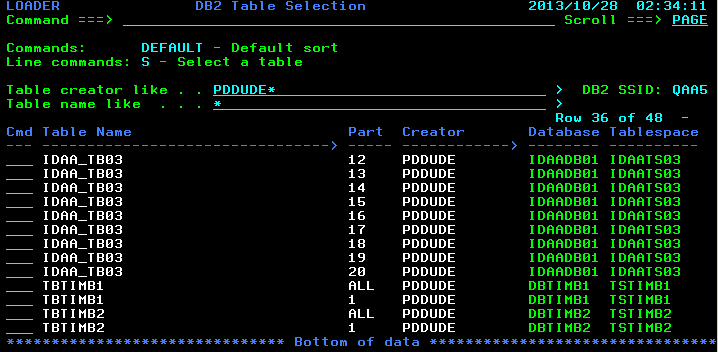 LOADER DB2 Table Selection 2013/10/28 02:34:11
Command ===> Scroll ===> PAGE
Commands: DEFAULT - Default sort
Line commands: S - Select a table
Table creator like . . PDDUDE* > DB2 SSID: QAA5
Table name like . . . * >
Row 36 of 48 -
Cmd Table Name Part Creator Database Tablespace
--- --------------------------------> ----- ------------> -------- ----------
___ IDAA_TB03 12 PDDUDE IDAADB01 IDAATS03
___ IDAA_TB03 13 PDDUDE IDAADB01 IDAATS03
___ IDAA_TB03 14 PDDUDE IDAADB01 IDAATS03
___ IDAA_TB03 15 PDDUDE IDAADB01 IDAATS03
___ IDAA_TB03 16 PDDUDE IDAADB01 IDAATS03
___ IDAA_TB03 17 PDDUDE IDAADB01 IDAATS03
___ IDAA_TB03 18 PDDUDE IDAADB01 IDAATS03
___ IDAA_TB03 19 PDDUDE IDAADB01 IDAATS03
___ IDAA_TB03 20 PDDUDE IDAADB01 IDAATS03
___ TBTIMB1 ALL PDDUDE DBTIMB1 TSTIMB1
___ TBTIMB1 1 PDDUDE DBTIMB1 TSTIMB1
___ TBTIMB2 ALL PDDUDE DBTIMB2 TSTIMB2
___ TBTIMB2 1 PDDUDE DBTIMB2 TSTIMB2
******************************* Bottom of data ********************************